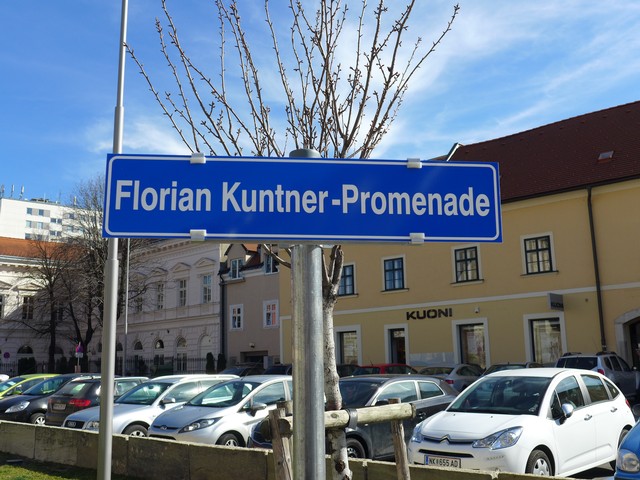 Florian Kuntner-Promenade
KUONI
NK 655 AD